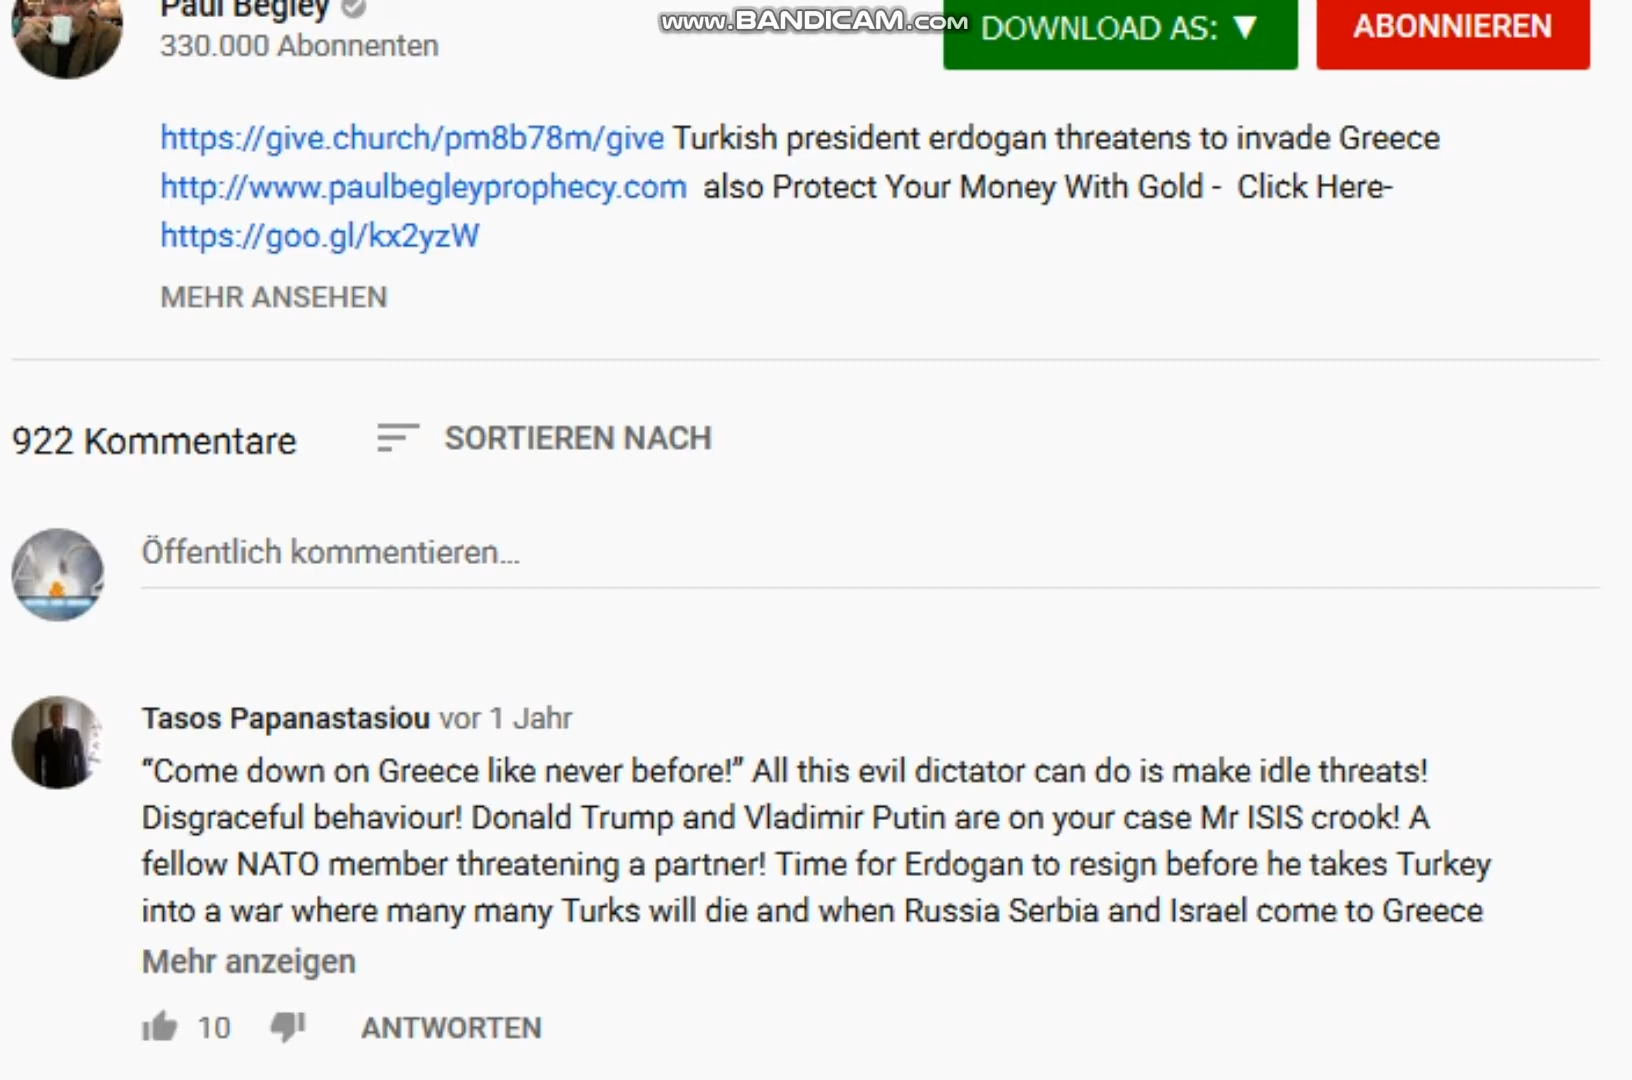 Paul Begley
www.BANDICAM.com
330.000 Abonnenten
DOWNLOAD AS: ▼
ABONNIEREN
https://give.church/pm8b78m/give Turkish president erdogan threatens to invade Greece
http://www.paulbegleyprophecy.com also Protect Your Money With Gold - Click Here-
https://goo.gl/kx2yzW
MEHR ANSEHEN
922 Kommentare
SORTIEREN NACH
Öffentlich kommentieren...
Tasos Papanastasiou vor 1 Jahr
“Come down on Greece like never before!” All this evil dictator can do is make idle threats!
Disgraceful behaviour! Donald Trump and Vladimir Putin are on your case Mr ISIS crook! A
fellow NATO member threatening a partner! Time for Erdogan to resign before he takes Turkey
into a war where many many Turks will die and when Russia Serbia and Israel come to Greece
Mehr anzeigen
10
ANTWORTEN